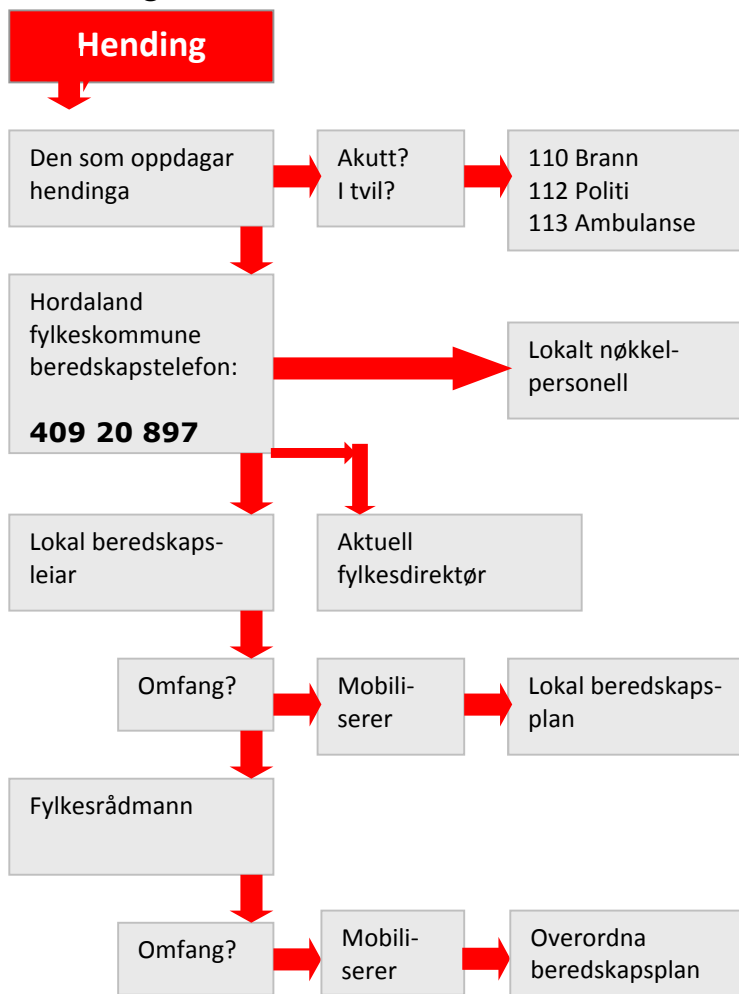 Hending
Den som oppdagar
hendinga
Akutt?
I tvil?
110 Brann
112 Politi
113 Ambulanse
Hordaland
fylkeskommune
beredskapstelefon:
409 20 897
Lokalt nøkkel-
personell
Lokal beredskaps-
leiar
Aktuell
fylkesdirektør
Omfang?
Mobili-
serer
Lokal beredskaps-
plan
Fylkesrådmann
Omfang?
Mobili-
serer
Overordna
beredskapsplan